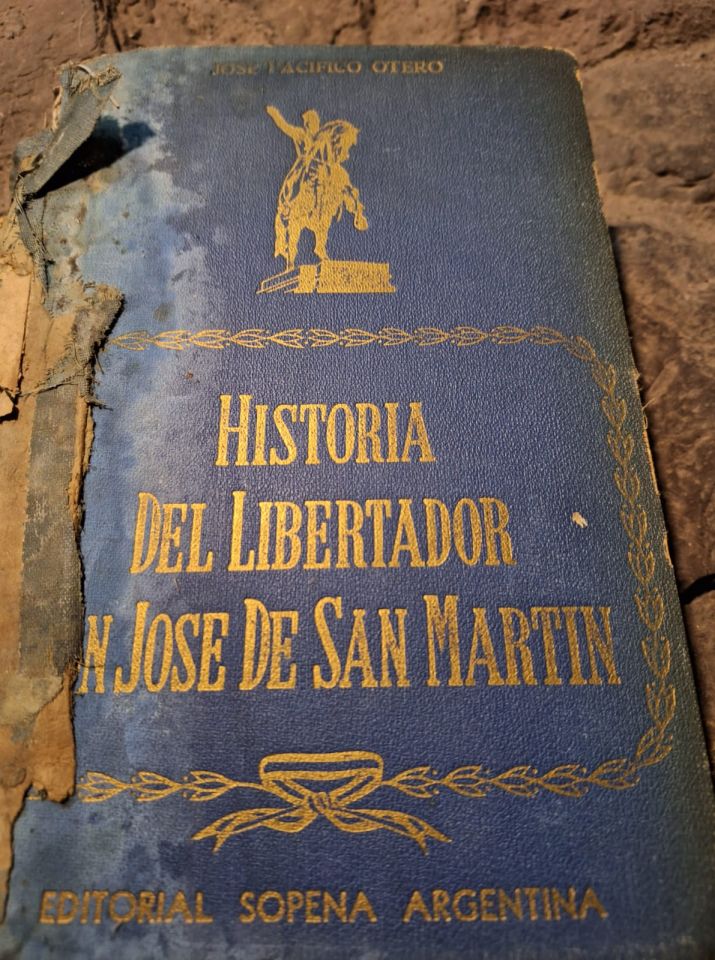 JOSE PACIFICO OTERO
HISTORIA
DEL LIBERTADOR
N JOSE DE SAN MARTIN
EDITORIAL SOPENA ARGENTINA